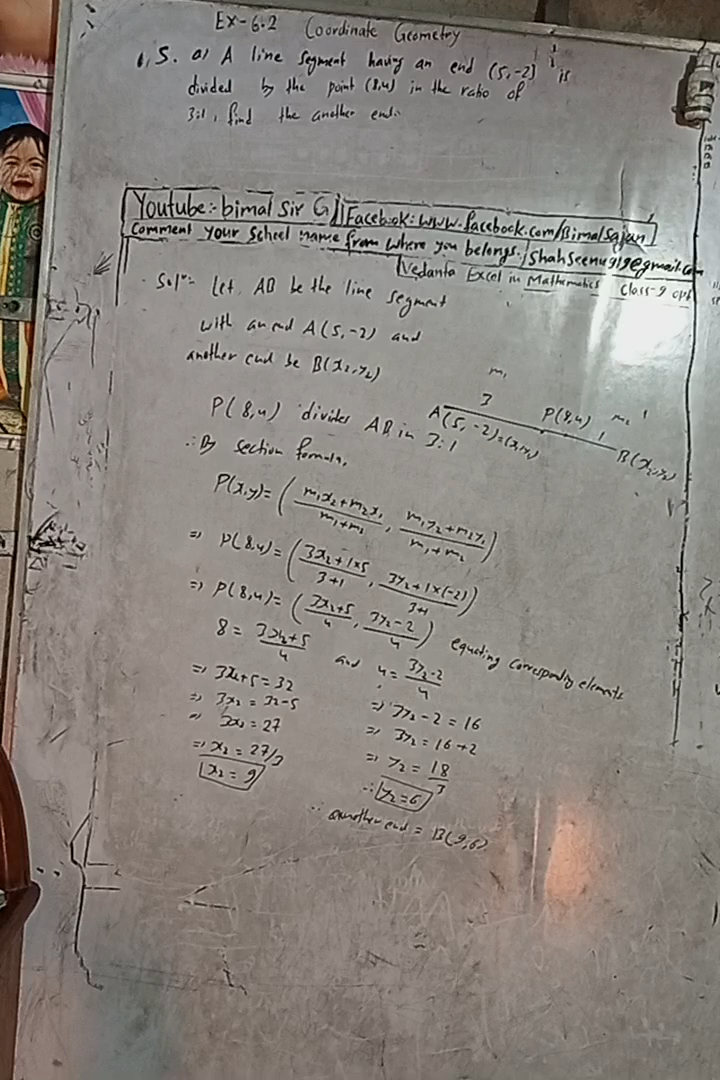 Ex-6.2 Coordinate Geometry
1, 5. a) A line segment having an end (5,-2) is
divided by the point (8,4) in the ratio of
3:1, find the another end.
Youtube:- bimal Sir G || Facebook: www.facebook.com/Bimalsajan
Comment your School name from where you belongs. / Shahseenu919@gmail.com
Vedanta Excel in Mathematics Class-9 opt
Solⁿ:- Let AB be the line segment
with an end A(5,-2) and
another end be B(x₂,y₂)
m₁
3 P(8,4) m₂ 1
A(5,-2)=(x₁,y₁) 1
B(x₂,y₂)
P(8,4) divides AB in 3:1
∴ By section formula,
P(x,y)= ( m₁x₂+m₂x₁ / m₁+m₂ , m₁y₂+m₂y₁ / m₁+m₂ )
⇒ P(8,4)= ( 3x₂+1×5 / 3+1 , 3y₂+1×(-2) / 3+1 )
⇒ P(8,4)= ( 3x₂+5 / 4 , 3y₂-2 / 4 ) equating corresponding elements
8 = 3x₂+5 / 4 and 4 = 3y₂-2 / 4
⇒ 3x₂+5=32 ⇒ 3y₂-2=16
⇒ 3x₂=32-5 ⇒ 3y₂=16+2
⇒ 3x₂=27 ⇒ y₂ = 18/3
⇒ x₂ = 27/3 ∴ y₂=6
x₂ = 9
∴ another end = B(9,6)